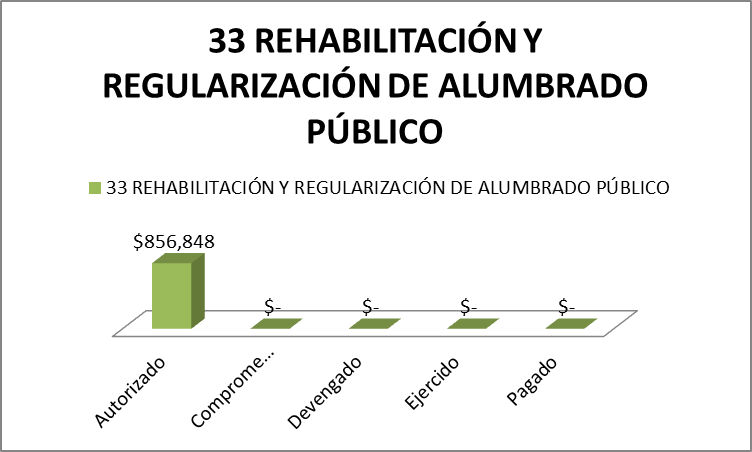 33 REHABILITACIÓN Y
REGULARIZACIÓN DE ALUMBRADO
PÚBLICO
33 REHABILITACIÓN Y REGULARIZACIÓN DE ALUMBRADO PÚBLICO
$856,848
$-
$-
$-
$-
Autorizado
Comprome...
Devengado
Ejercido
Pagado